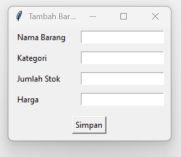 Tambah Bar...
Nama Barang
Kategori
Jumlah Stok
Harga
Simpan